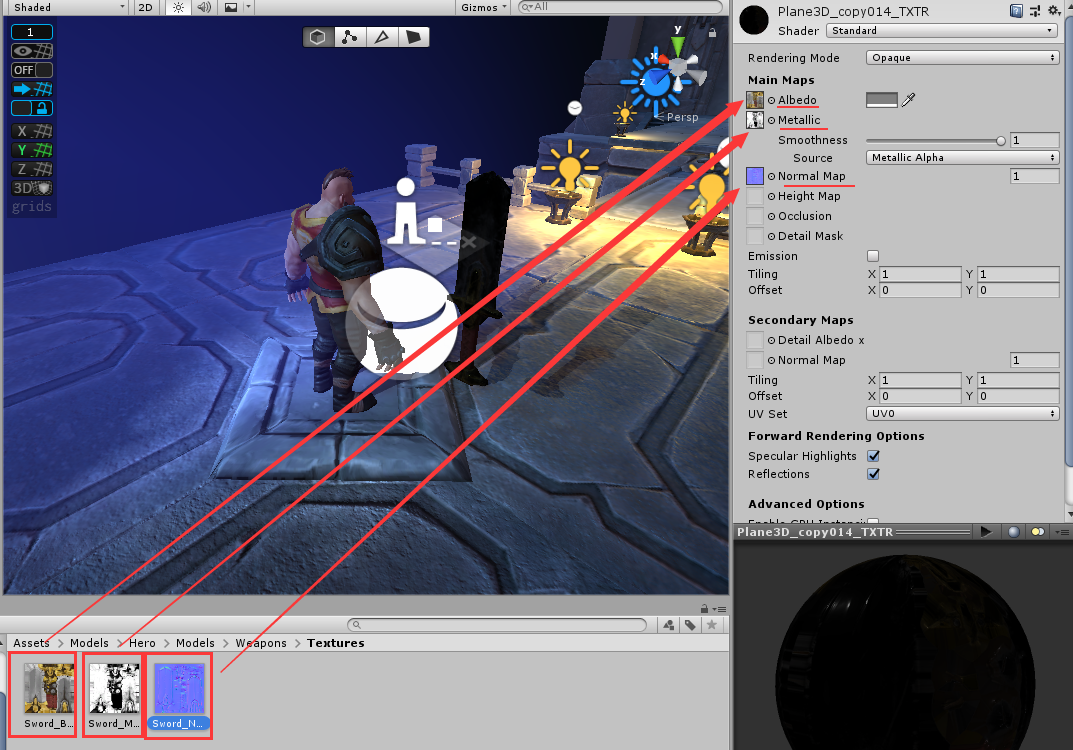 Shaded 2D Gizmos All
1
OFF
X
Y
Z
3D
grids
y
x
z
Persp
Assets > Models > Hero > Models > Weapons > Textures
Sword_B...
Sword_M...
Sword_N...
Plane3D_copy014_TXTR
Shader Standard
Rendering Mode Opaque
Main Maps
Albedo
Metallic
Smoothness 1
Source Metallic Alpha
Normal Map 1
Height Map
Occlusion
Detail Mask
Emission
Tiling X 1 Y 1
Offset X 0 Y 0
Secondary Maps
Detail Albedo x
Normal Map 1
Tiling X 1 Y 1
Offset X 0 Y 0
UV Set UV0
Forward Rendering Options
Specular Highlights
Reflections
Advanced Options
Plane3D_copy014_TXTR